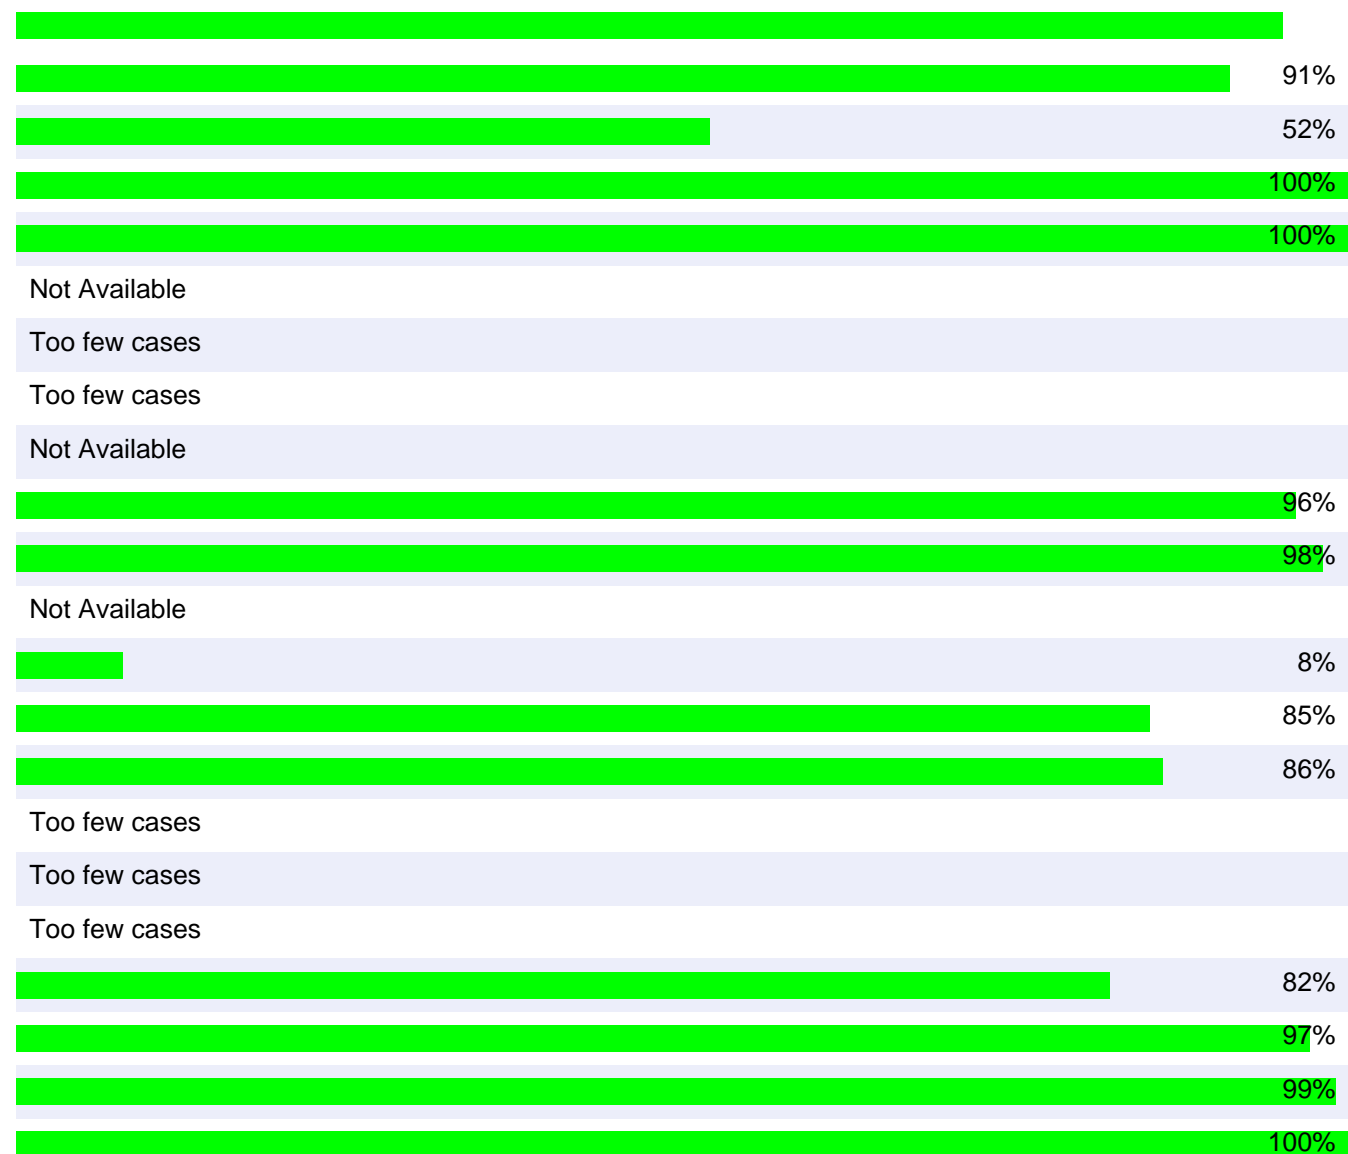 91%
52%
100%
100%
Not Available
Too few cases
Too few cases
Not Available
96%
98%
Not Available
8%
85%
86%
Too few cases
Too few cases
Too few cases
82%
97%
99%
100%